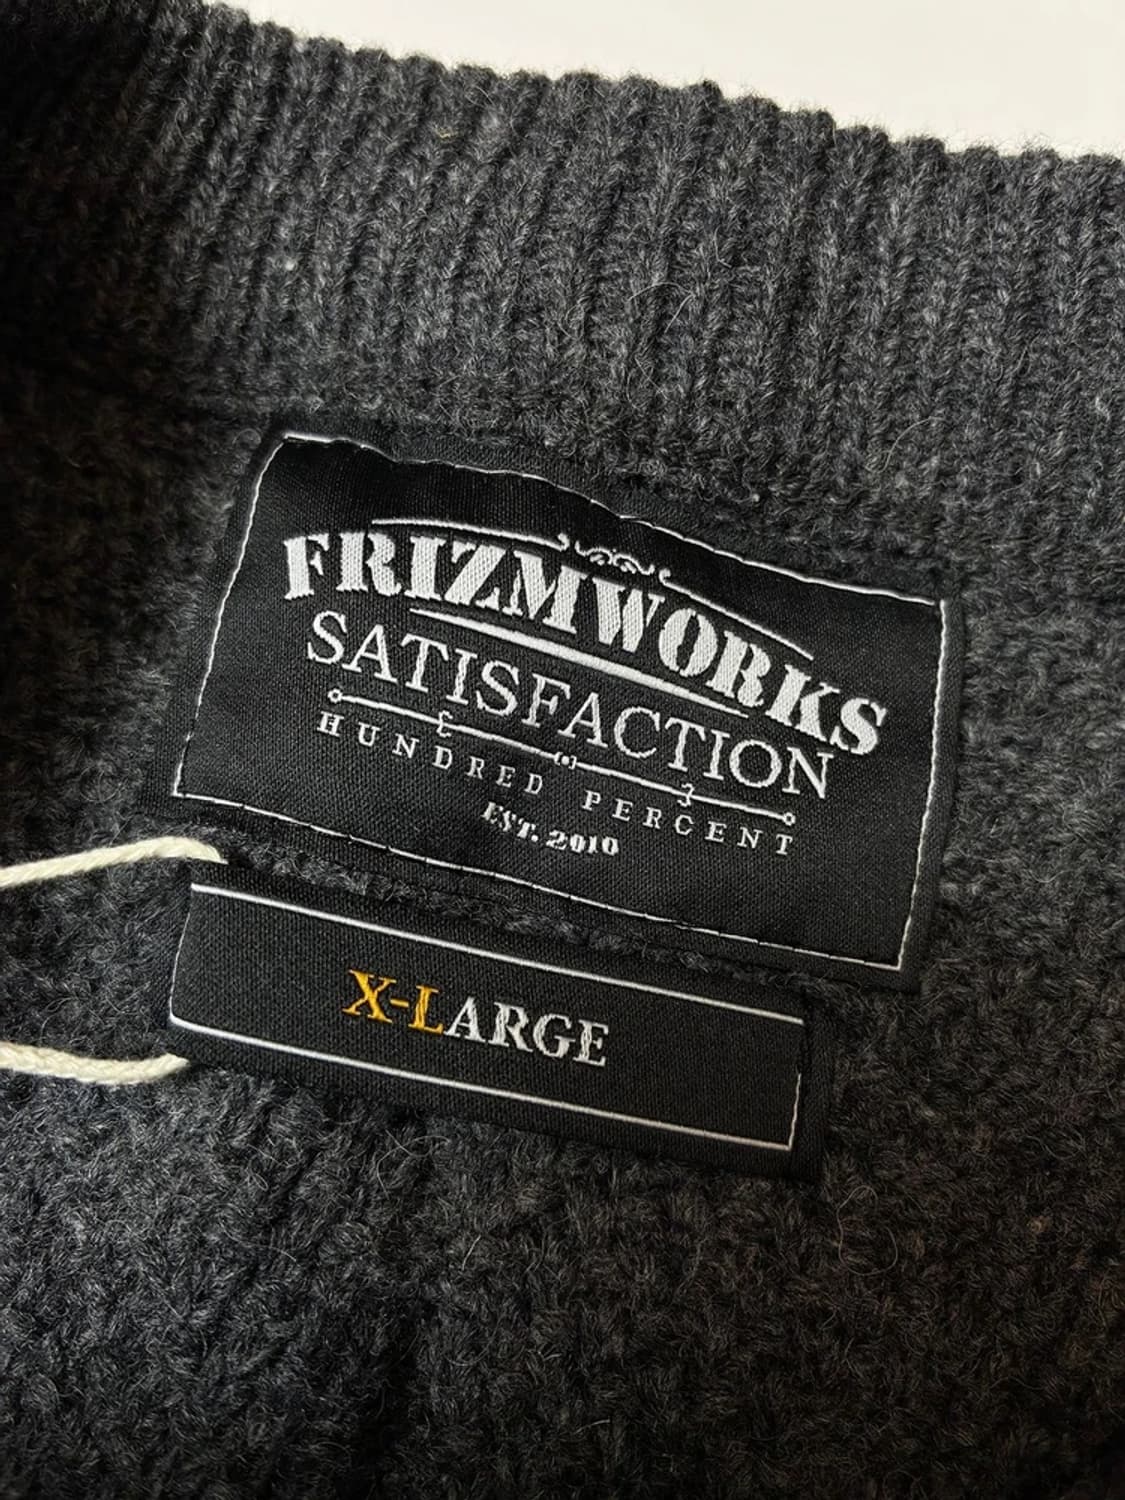 FRIZMWORKS
SATISFACTION
HUNDRED PERCENT
EST. 2010
X-LARGE